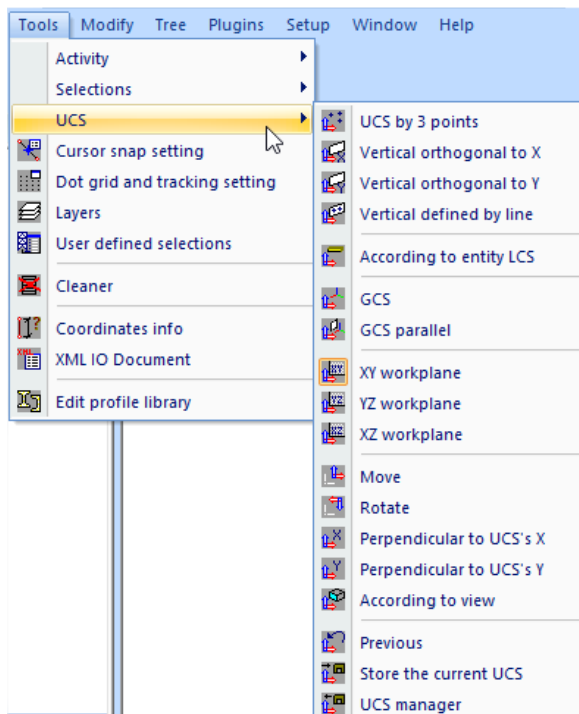 Tools Modify Tree Plugins Setup Window Help
Activity
Selections
UCS
Cursor snap setting
Dot grid and tracking setting
Layers
User defined selections
Cleaner
Coordinates info
XML IO Document
Edit profile library
UCS by 3 points
Vertical orthogonal to X
Vertical orthogonal to Y
Vertical defined by line
According to entity LCS
GCS
GCS parallel
XY workplane
YZ workplane
XZ workplane
Move
Rotate
Perpendicular to UCS's X
Perpendicular to UCS's Y
According to view
Previous
Store the current UCS
UCS manager